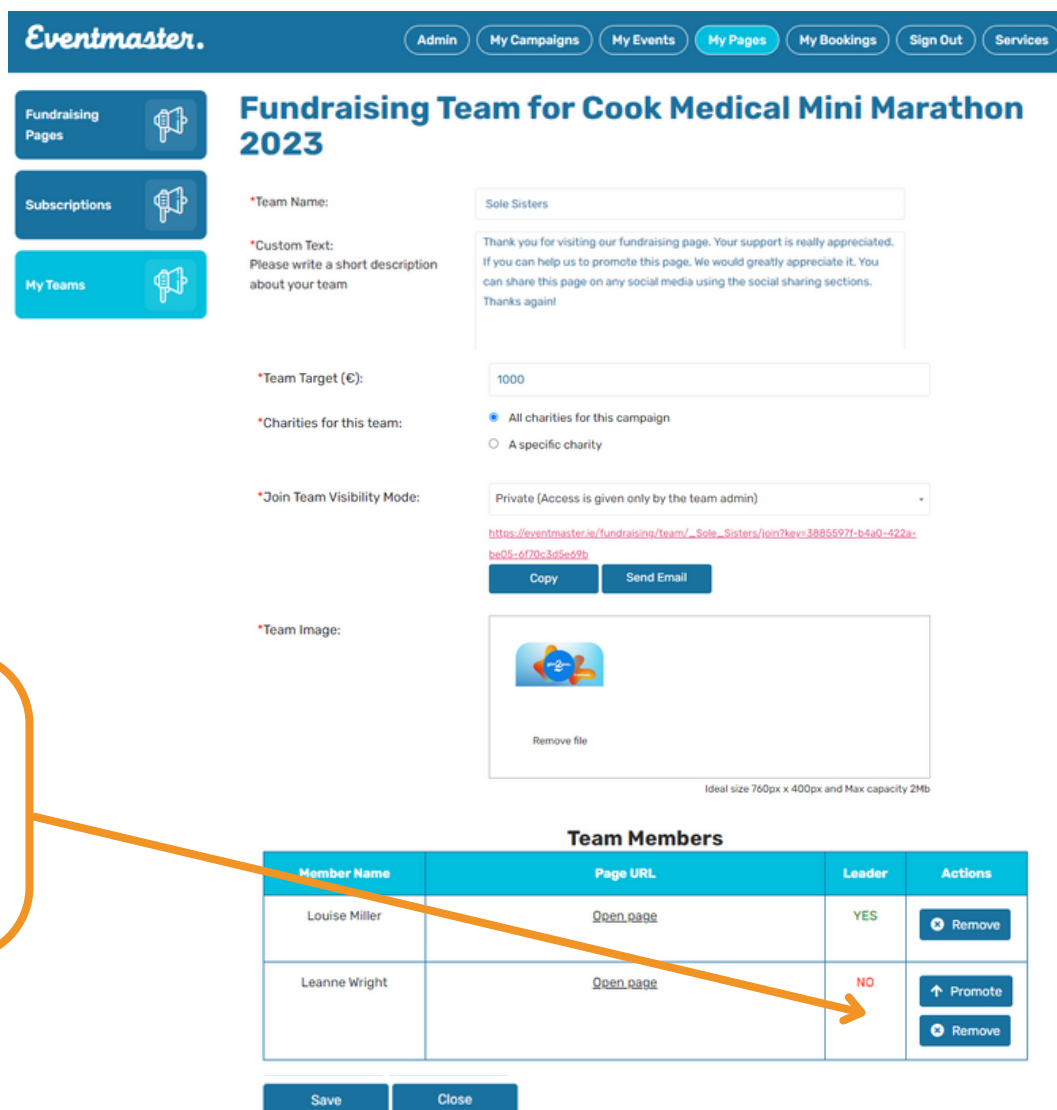 Eventmaster.
Admin
My Campaigns
My Events
My Pages
My Bookings
Sign Out
Services
Fundraising
Pages
Subscriptions
My Teams
Fundraising Team for Cook Medical Mini Marathon
2023
*Team Name:
Sole Sisters
*Custom Text:
Please write a short description
about your team
Thank you for visiting our fundraising page. Your support is really appreciated.
If you can help us to promote this page. We would greatly appreciate it. You
can share this page on any social media using the social sharing sections.
Thanks again!
*Team Target (€):
1000
*Charities for this team:
All charities for this campaign
A specific charity
*Join Team Visibility Mode:
Private (Access is given only by the team admin)
https://eventmaster.ie/fundraising/team/_Sole_Sisters/join?key=3885597f-b4a0-422a-
be05-6f70c3d5e69b
Copy
Send Email
*Team Image:
Remove file
Ideal size 760px x 400px and Max capacity 2Mb
Team Members
Member Name
Page URL
Leader
Actions
Louise Miller
Open page
YES
Remove
Leanne Wright
Open page
NO
Promote
Remove
Save
Close